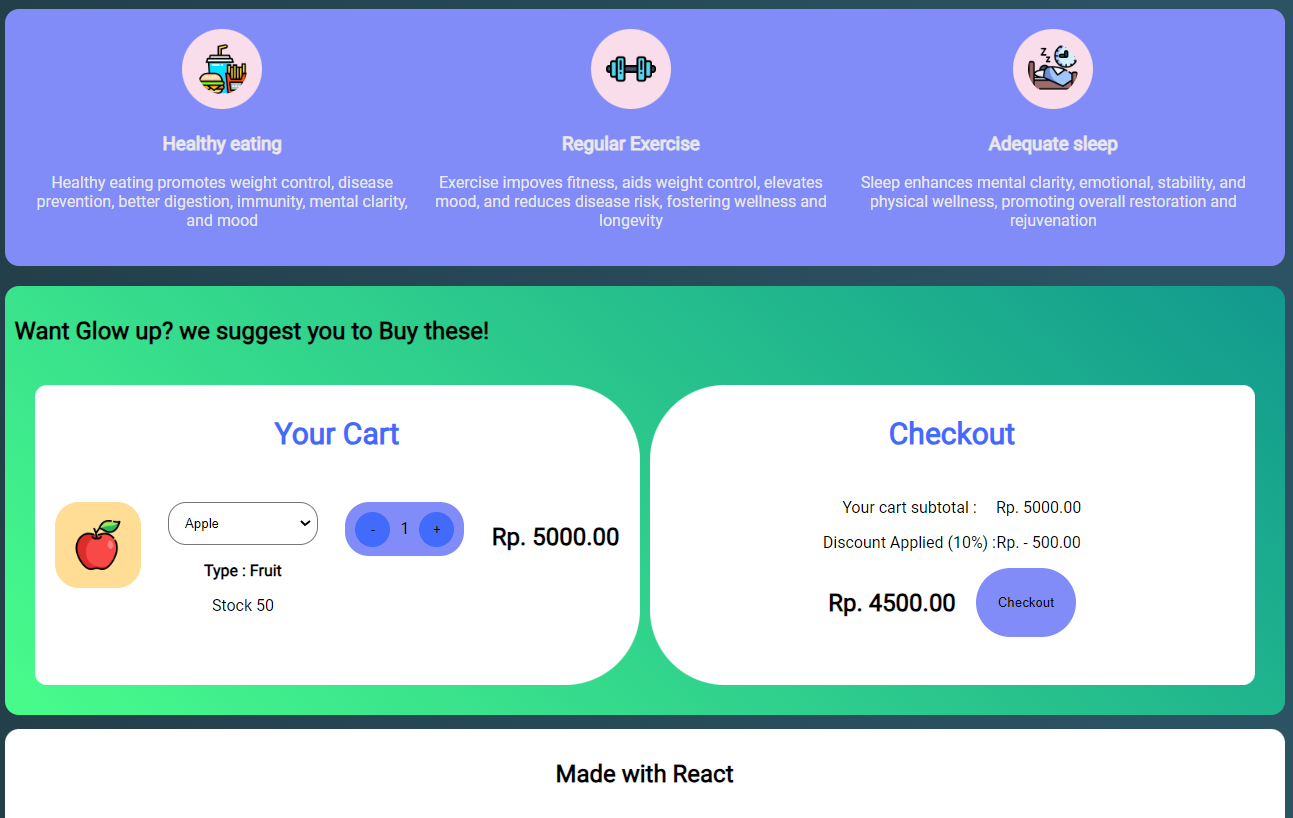 Healthy eating
Healthy eating promotes weight control, disease
prevention, better digestion, immunity, mental clarity,
and mood
Regular Exercise
Exercise impoves fitness, aids weight control, elevates
mood, and reduces disease risk, fostering wellness and
longevity
z
z
Adequate sleep
Sleep enhances mental clarity, emotional, stability, and
physical wellness, promoting overall restoration and
rejuvenation
Want Glow up? we suggest you to Buy these!
Your Cart
Apple
- 1 +
Rp. 5000.00
Type : Fruit
Stock 50
Checkout
Your cart subtotal : Rp. 5000.00
Discount Applied (10%) :Rp. - 500.00
Rp. 4500.00 Checkout
Made with React